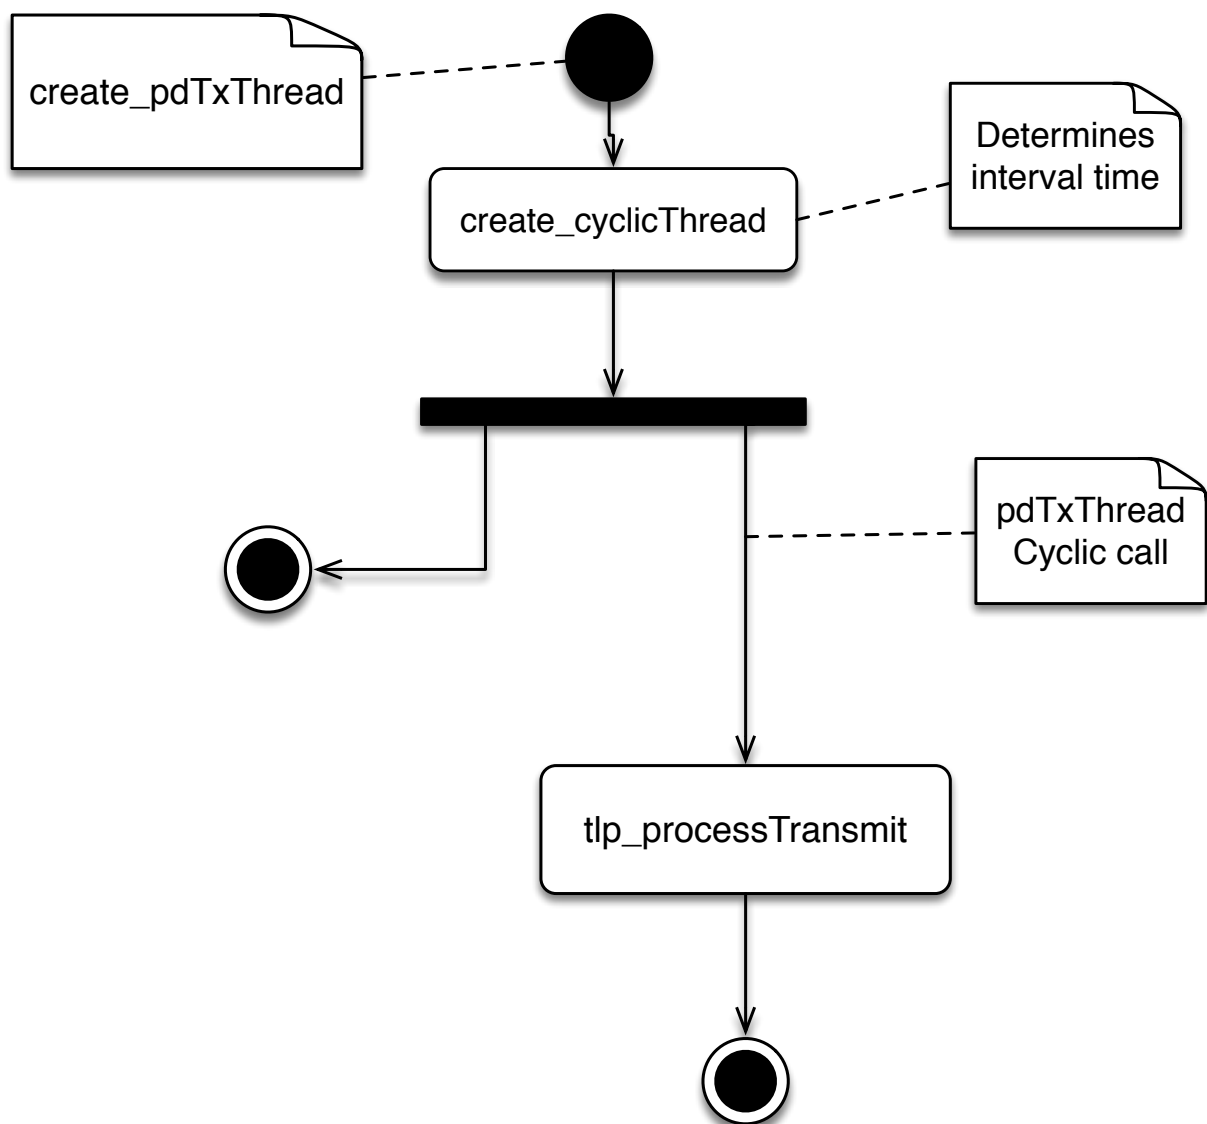 create_pdTxThread
Determines
interval time
create_cyclicThread
pdTxThread
Cyclic call
tlp_processTransmit